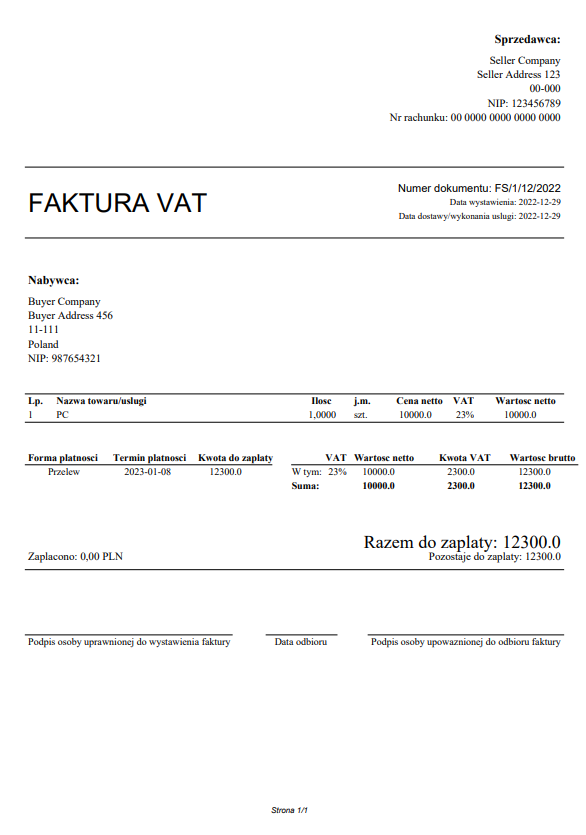 Sprzedawca:
Seller Company
Seller Address 123
00-000
NIP: 123456789
Nr rachunku: 00 0000 0000 0000 0000
FAKTURA VAT
Numer dokumentu: FS/1/12/2022
Data wystawienia: 2022-12-29
Data dostawy/wykonania uslugi: 2022-12-29
Nabywca:
Buyer Company
Buyer Address 456
11-111
Poland
NIP: 987654321
Lp. Nazwa towaru/uslugi Ilosc j.m. Cena netto VAT Wartosc netto
1 PC 1,0000 szt. 10000.0 23% 10000.0
Forma platnosci Termin platnosci Kwota do zaplaty VAT Wartosc netto Kwota VAT Wartosc brutto
Przelew 2023-01-08 12300.0 W tym: 23% 10000.0 2300.0 12300.0
Suma: 10000.0 2300.0 12300.0
Razem do zaplaty: 12300.0
Zaplacono: 0,00 PLN Pozostaje do zaplaty: 12300.0
Podpis osoby uprawnionej do wystawienia faktury Data odbioru Podpis osoby upowaznionej do odbioru faktury
Strona 1/1